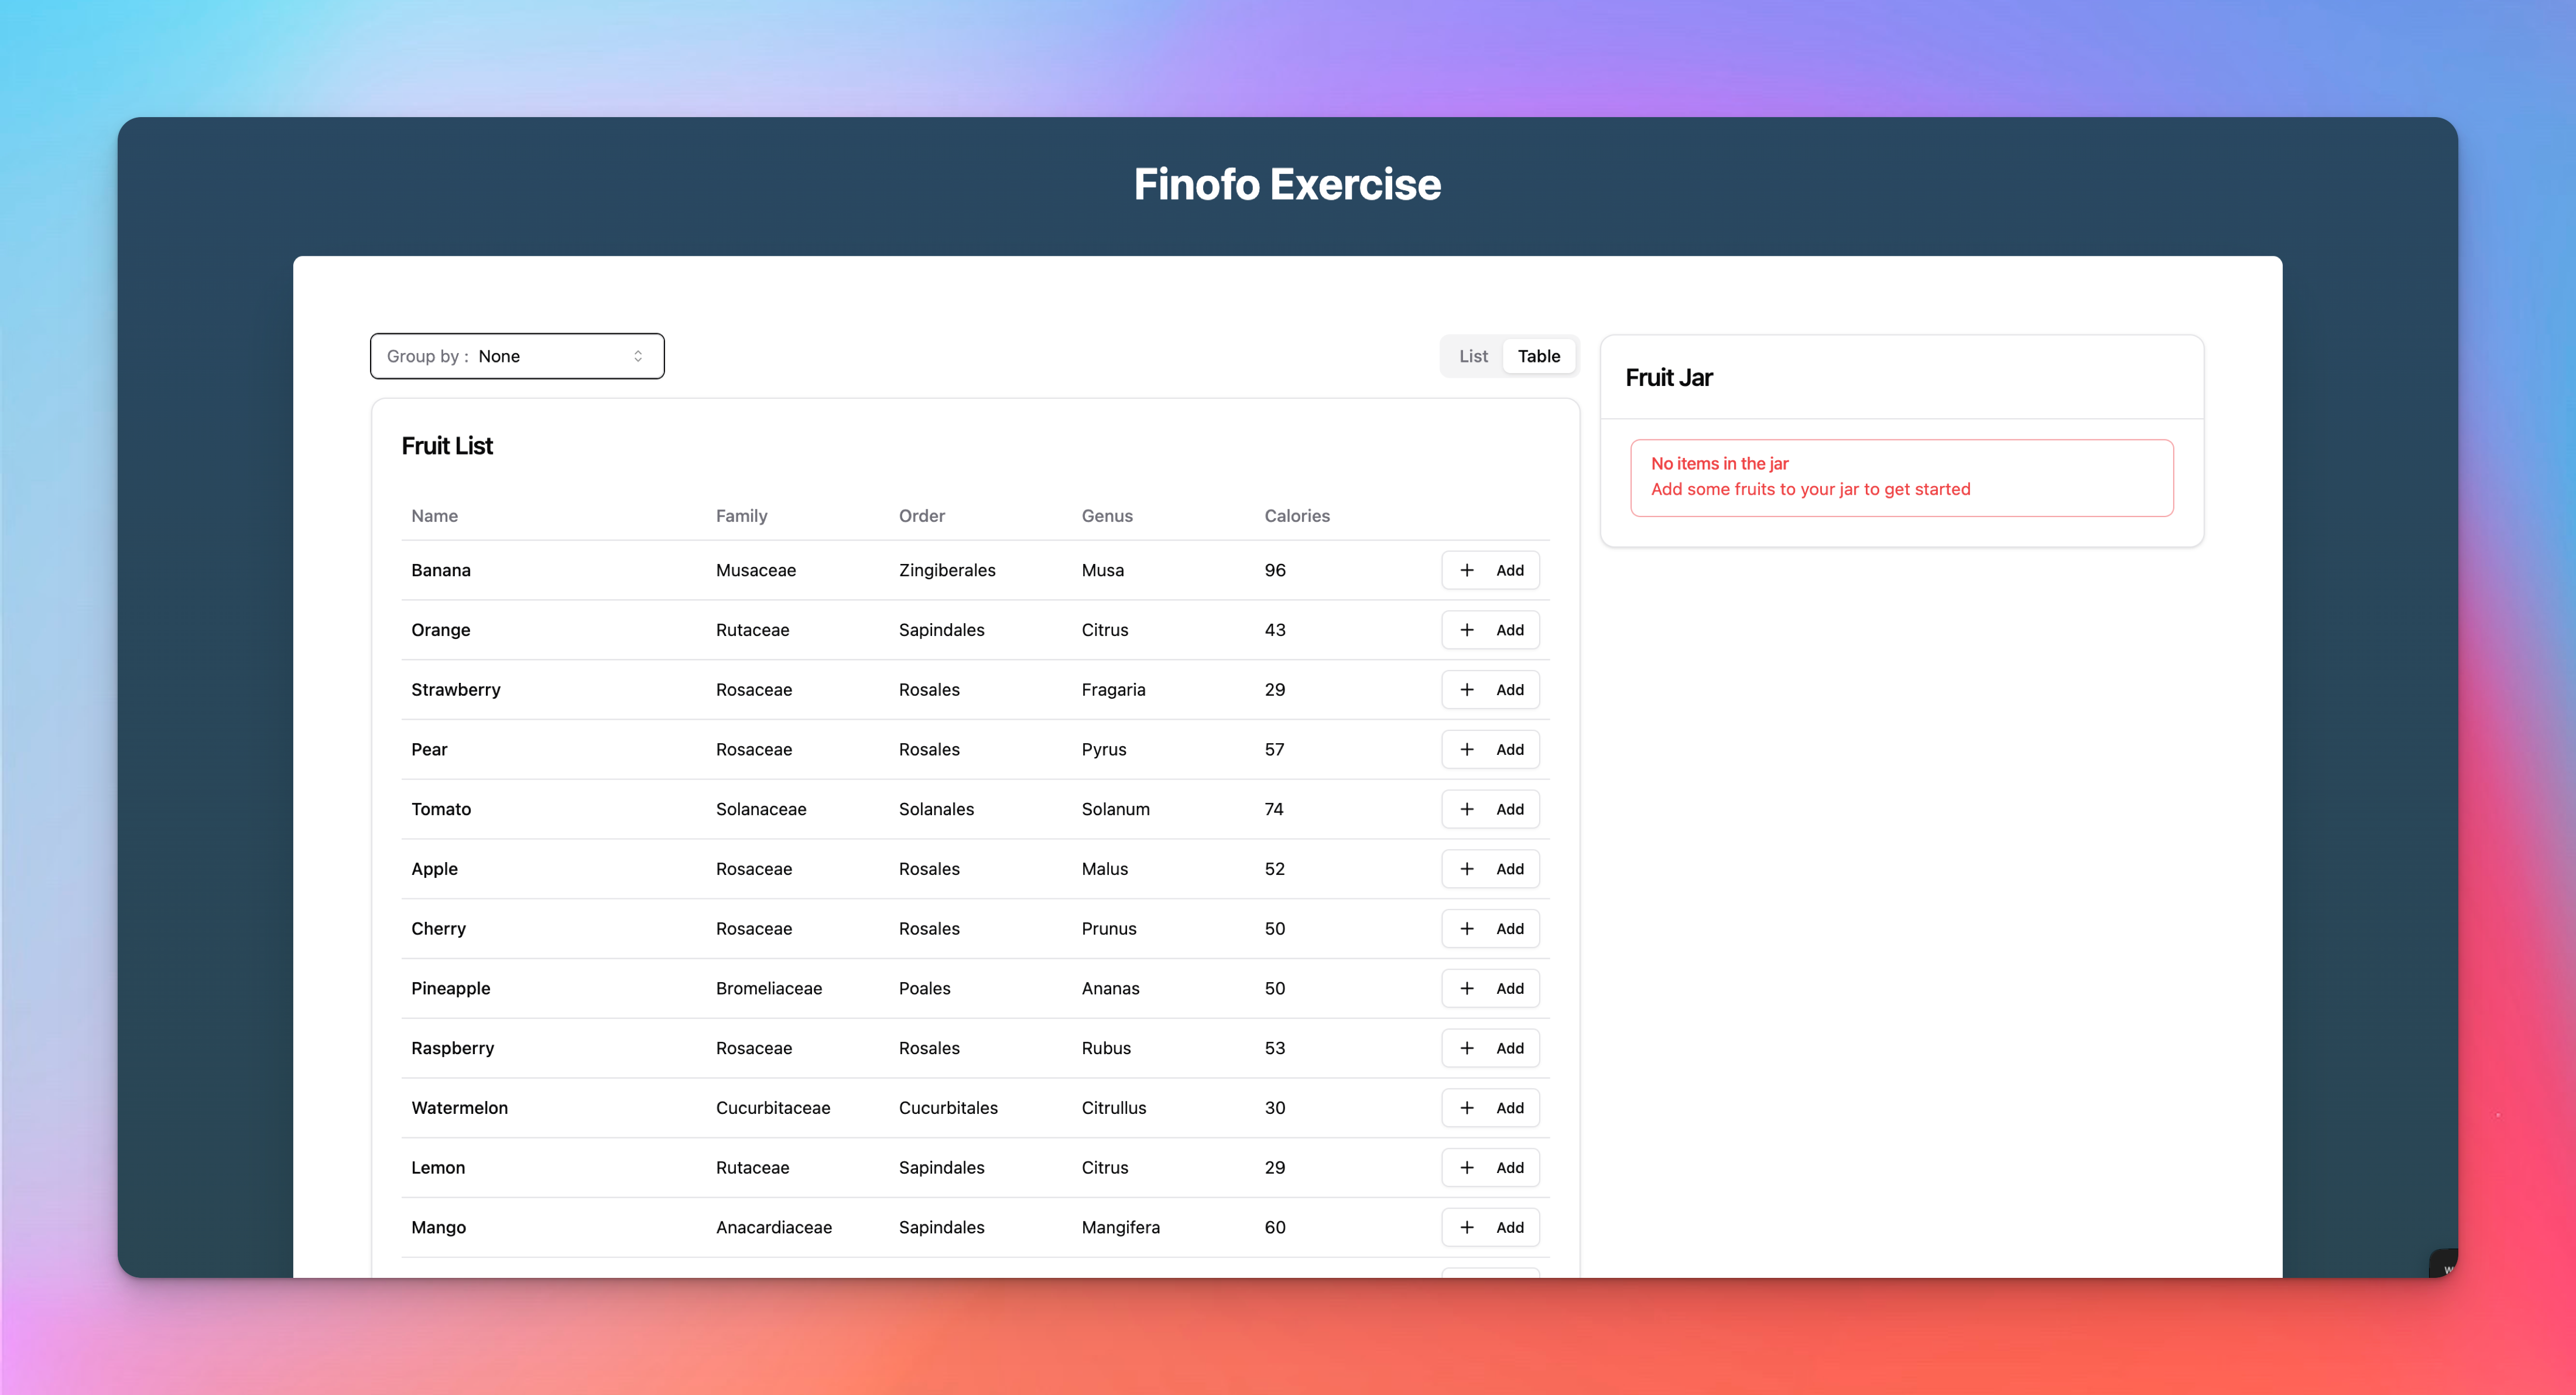 Finofo Exercise
Group by : None
List Table
Fruit List
Name Family Order Genus Calories
Banana Musaceae Zingiberales Musa 96 + Add
Orange Rutaceae Sapindales Citrus 43 + Add
Strawberry Rosaceae Rosales Fragaria 29 + Add
Pear Rosaceae Rosales Pyrus 57 + Add
Tomato Solanaceae Solanales Solanum 74 + Add
Apple Rosaceae Rosales Malus 52 + Add
Cherry Rosaceae Rosales Prunus 50 + Add
Pineapple Bromeliaceae Poales Ananas 50 + Add
Raspberry Rosaceae Rosales Rubus 53 + Add
Watermelon Cucurbitaceae Cucurbitales Citrullus 30 + Add
Lemon Rutaceae Sapindales Citrus 29 + Add
Mango Anacardiaceae Sapindales Mangifera 60 + Add
Fruit Jar
No items in the jar
Add some fruits to your jar to get started